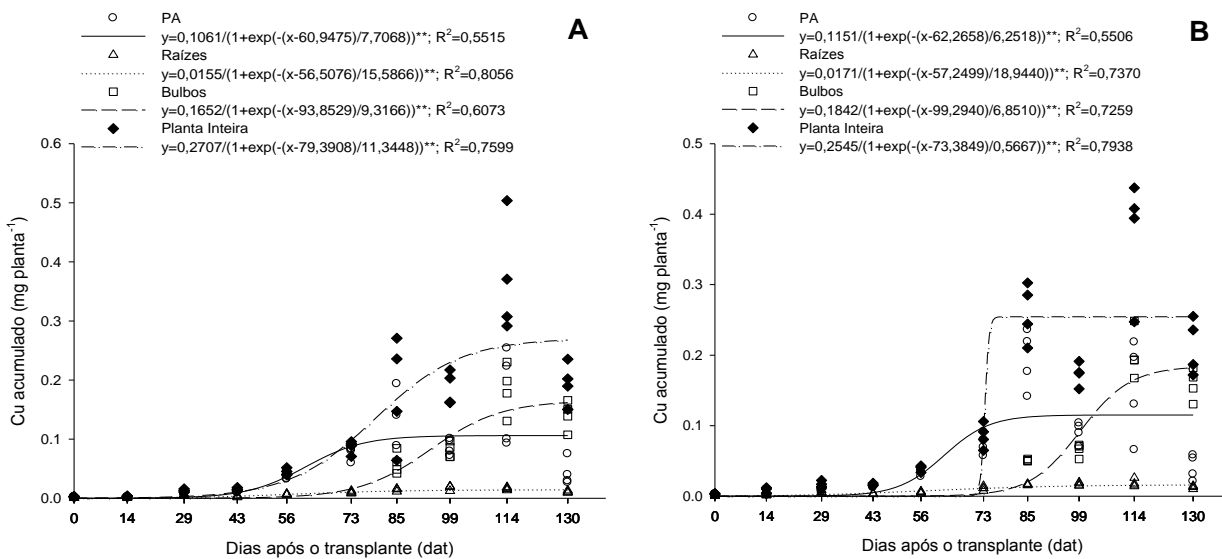 PA
y=0,1061/(1+exp(-(x-60,9475)/7,7068))**; R²=0,5515
Raízes
y=0,0155/(1+exp(-(x-56,5076)/15,5866))**; R²=0,8056
Bulbos
y=0,1652/(1+exp(-(x-93,8529)/9,3166))**; R²=0,6073
Planta Inteira
y=0,2707/(1+exp(-(x-79,3908)/11,3448))**; R²=0,7599
A
0.6
0.5
0.4
0.3
0.2
0.1
0.0
Cu acumulado (mg planta⁻¹)
0 14 29 43 56 73 85 99 114 130
Dias após o transplante (dat)
PA
y=0,1151/(1+exp(-(x-62,2658)/6,2518))**; R²=0,5506
Raízes
y=0,0171/(1+exp(-(x-57,2499)/18,9440))**; R²=0,7370
Bulbos
y=0,1842/(1+exp(-(x-99,2940)/6,8510))**; R²=0,7259
Planta Inteira
y=0,2545/(1+exp(-(x-73,3849)/0,5667))**; R²=0,7938
B
0.5
0.4
0.3
0.2
0.1
0.0
Cu acumulado (mg planta⁻¹)
0 14 29 43 56 73 85 99 114 130
Dias após o transplante (dat)